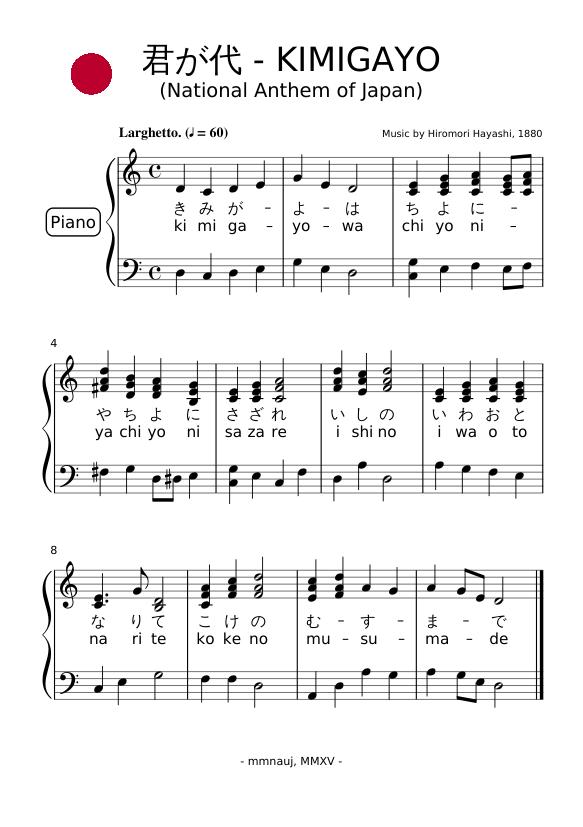 君が代 - KIMIGAYO
(National Anthem of Japan)
Larghetto. (♩ = 60)
Music by Hiromori Hayashi, 1880
Piano
き み が – よ – は ち よ に –
ki mi ga – yo – wa chi yo ni –
4
や ち よ に さ ざ れ い し の い わ お と
ya chi yo ni sa za re i shi no i wa o to
8
な り て こ け の む – す – ま – で
na ri te ko ke no mu – su – ma – de
- mmnauj, MMXV -